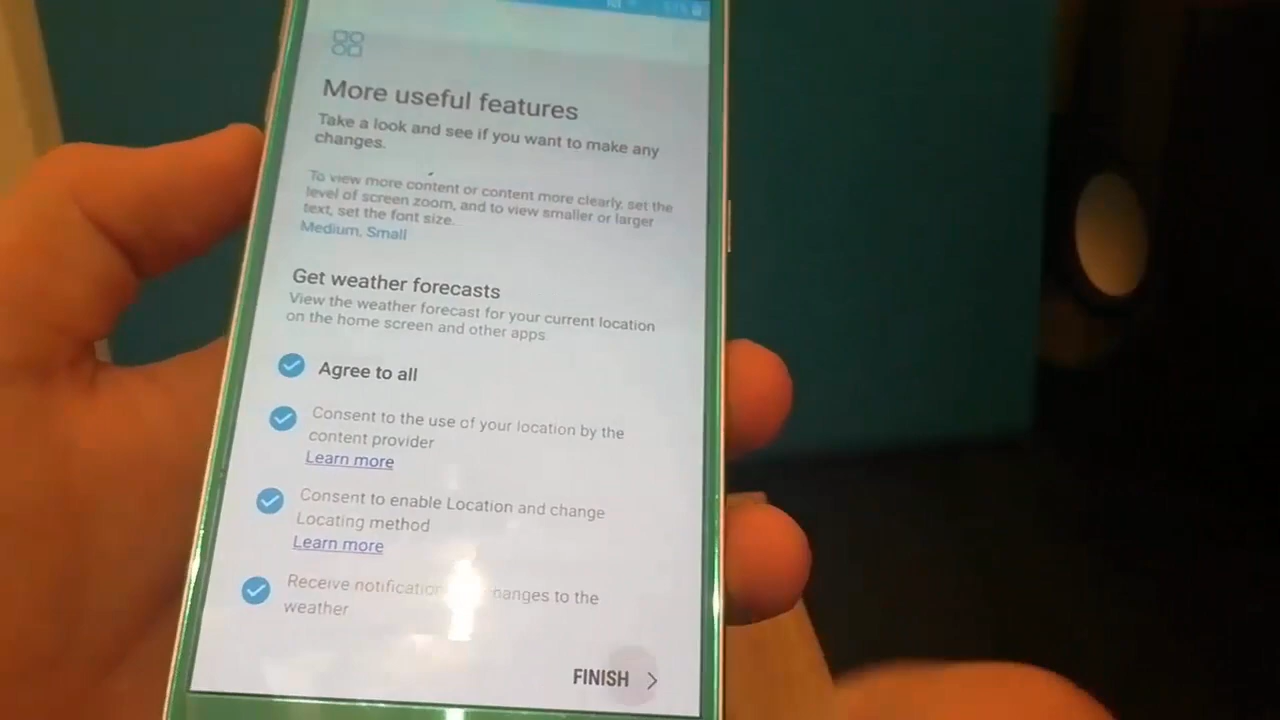 More useful features
Take a look and see if you want to make any
changes.
To view more content or content more clearly, set the
level of screen zoom, and to view smaller or larger
text, set the font size.
Medium, Small
Get weather forecasts
View the weather forecast for your current location
on the home screen and other apps
Agree to all
Consent to the use of your location by the
content provider
Learn more
Consent to enable Location and change
Locating method
Learn more
Receive changes to the
weather
FINISH